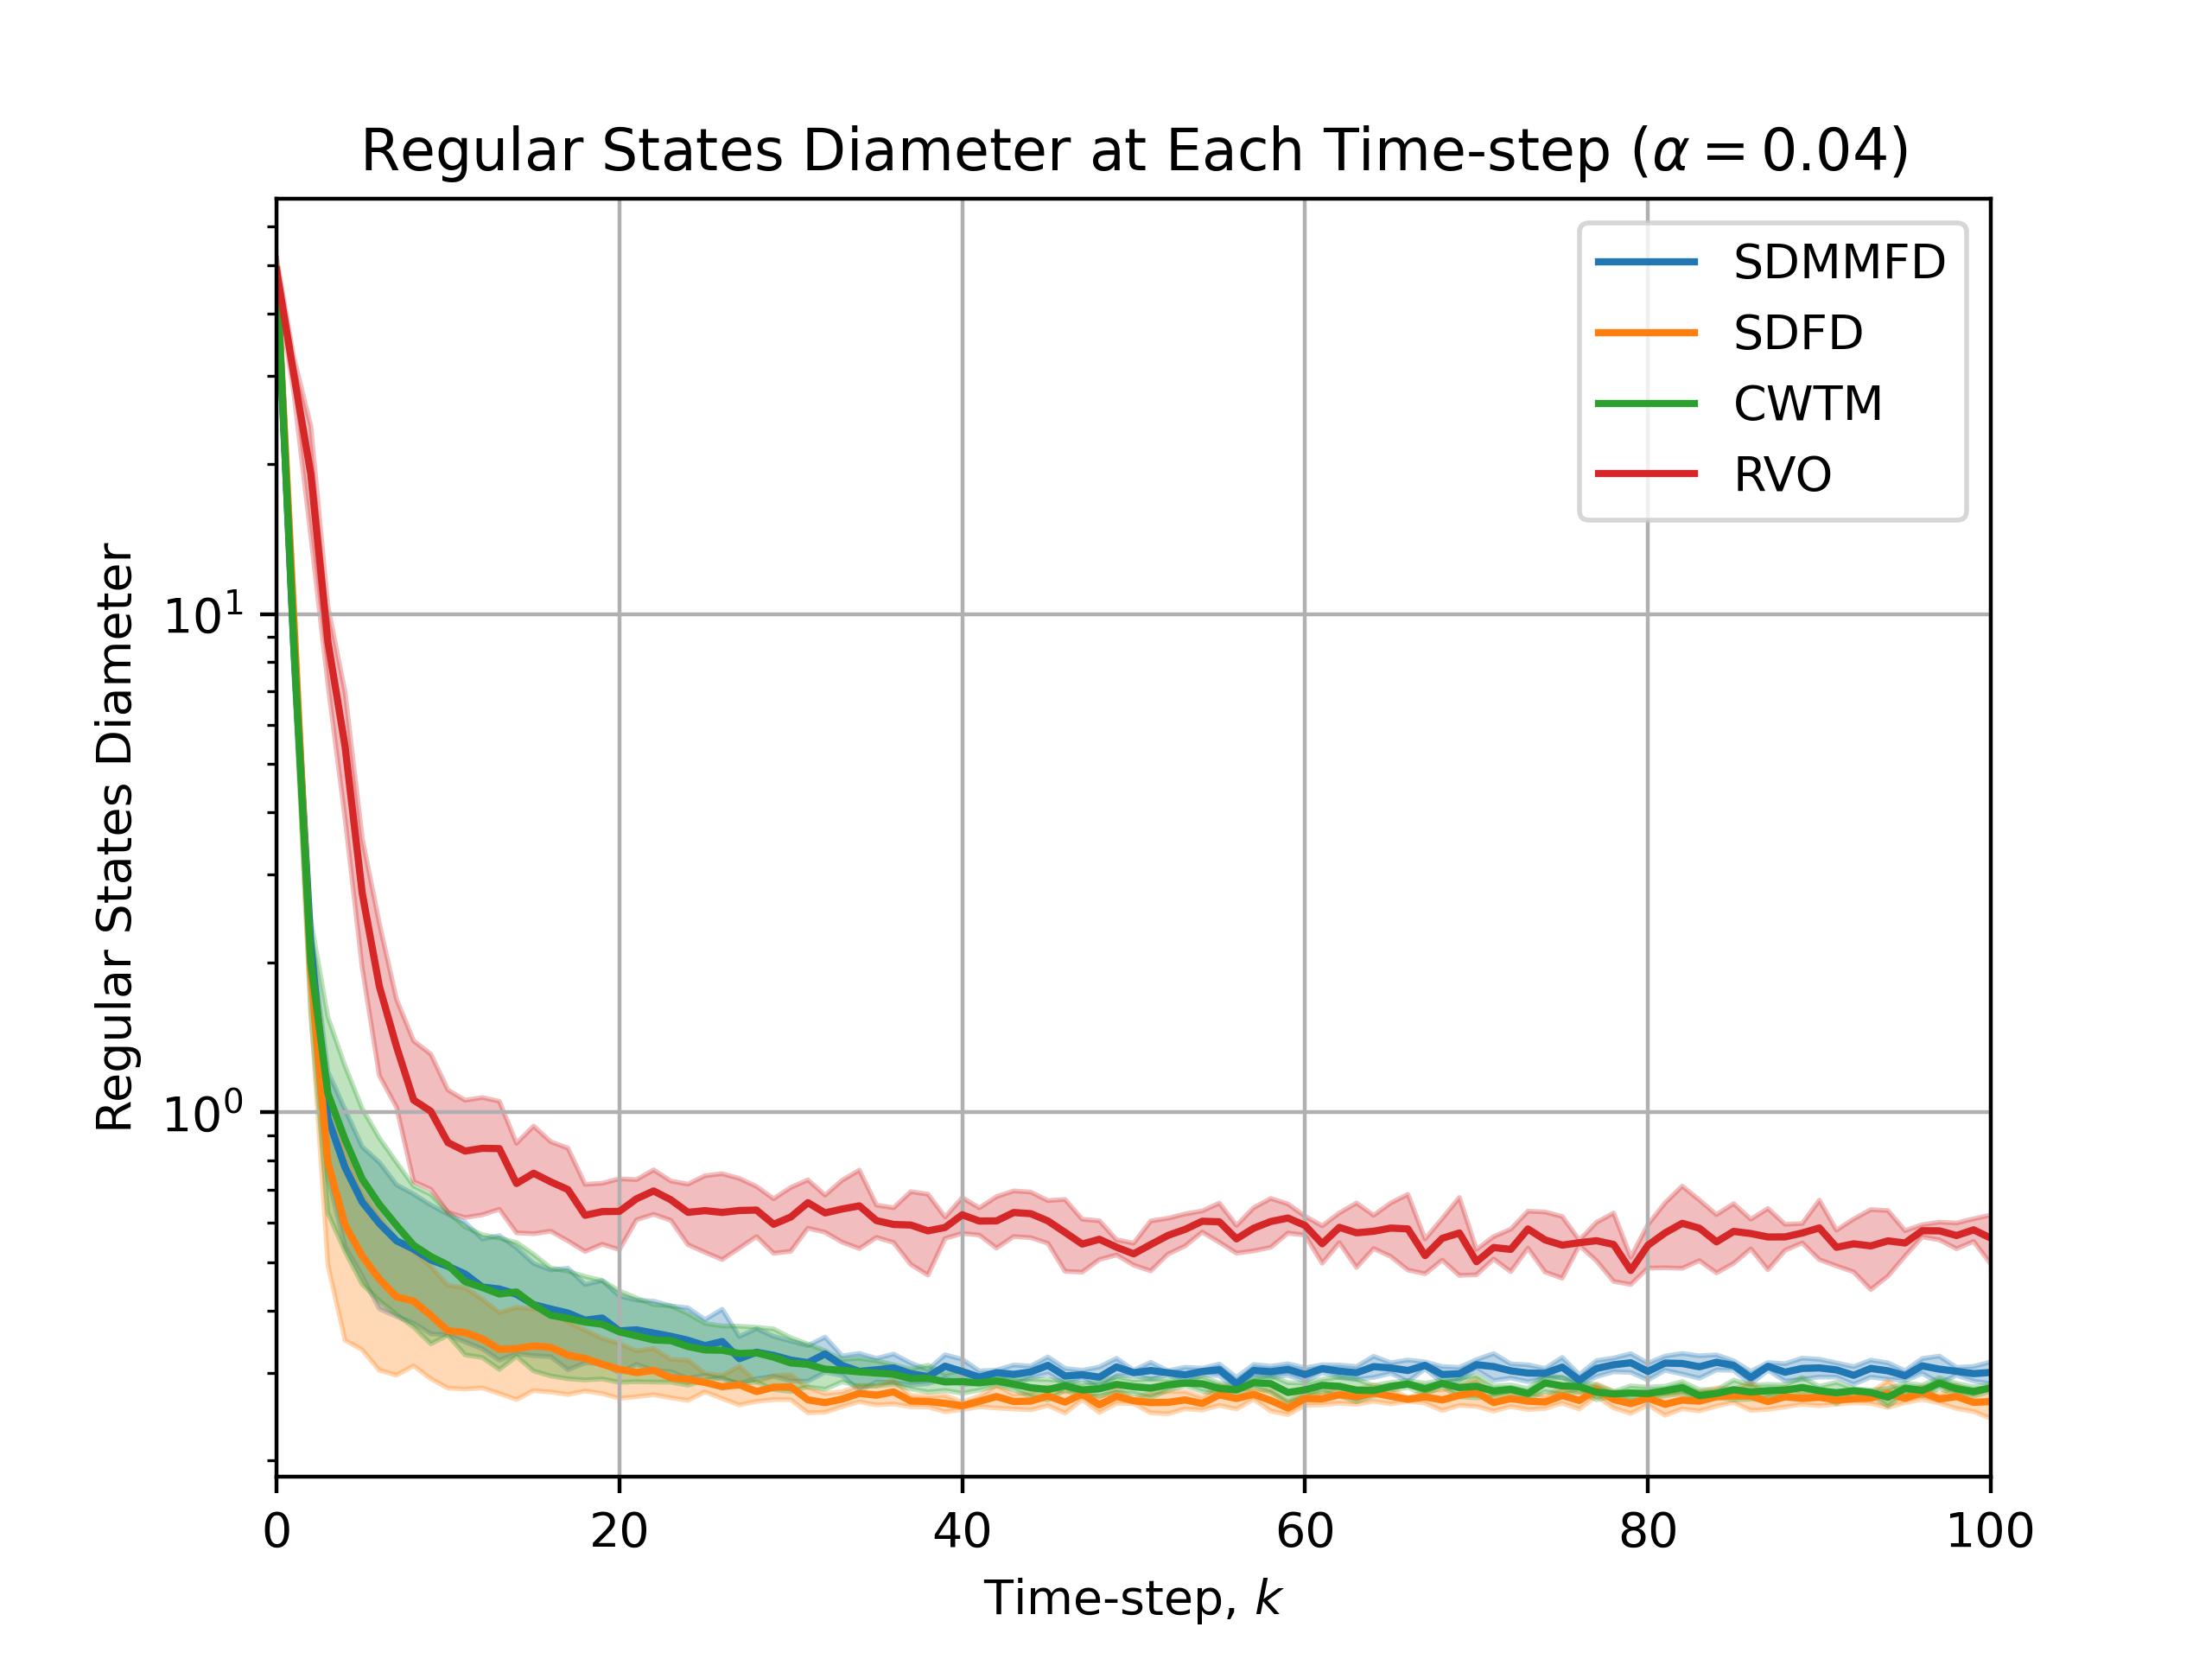 Regular States Diameter at Each Time-step (α = 0.04)
SDMMFD
SDFD
CWTM
RVO
Regular States Diameter
10¹
10⁰
0 20 40 60 80 100
Time-step, k